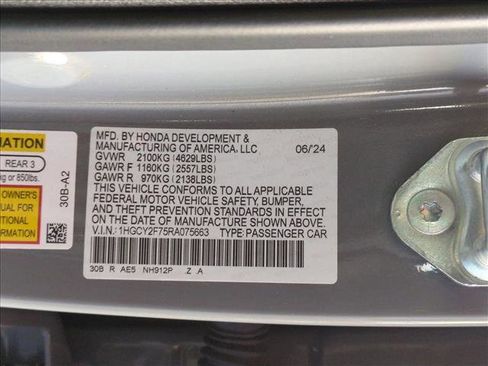 MFD. BY HONDA DEVELOPMENT &
MANUFACTURING OF AMERICA, LLC 06/'24
GVWR 2100KG (4629LBS)
GAWR F 1160KG (2557LBS)
GAWR R 970KG (2138LBS)
THIS VEHICLE CONFORMS TO ALL APPLICABLE
FEDERAL MOTOR VEHICLE SAFETY, BUMPER,
AND THEFT PREVENTION STANDARDS IN EFFECT
ON THE DATE OF MANUFACTURE SHOWN ABOVE.
V.I.N.: 1HGCY2F75RA075663 TYPE: PASSENGER CAR
30B R AE5 NH912P .Z .A
MATION
REAR 3
g or 850lbs.
OWNER'S
UAL FOR
RMATION
30B-A2